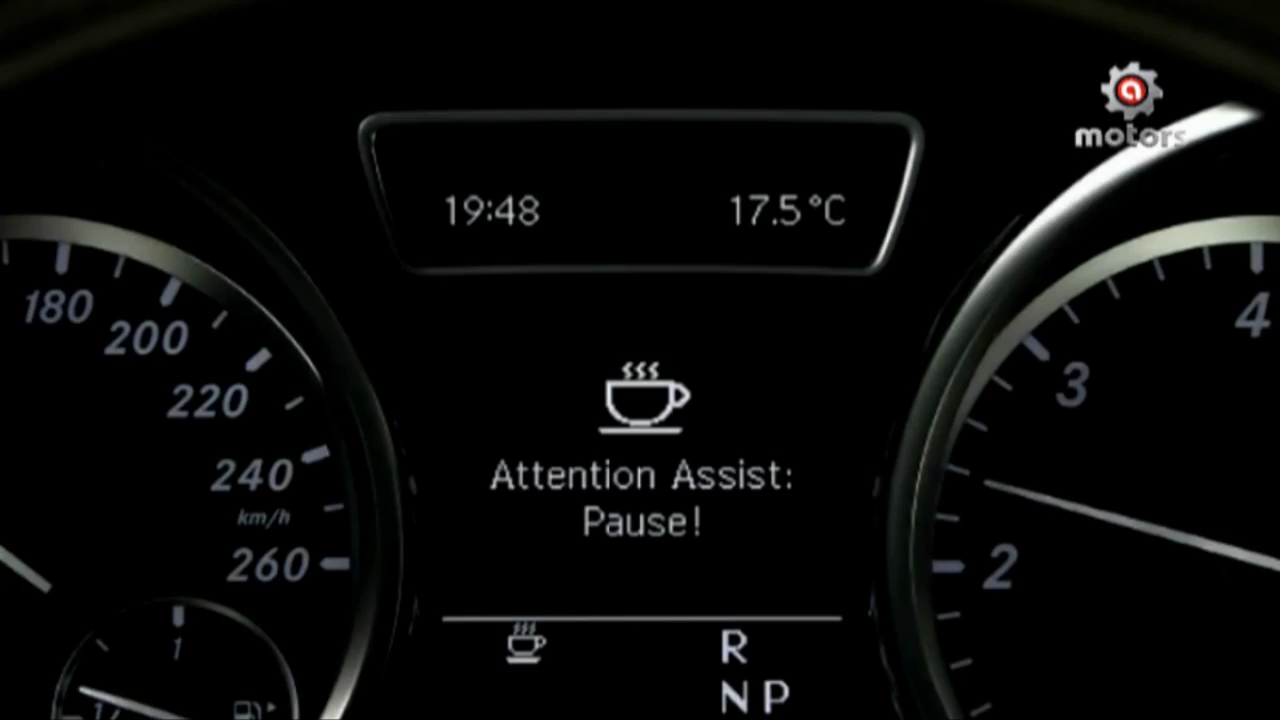 a
motors
19:48 17.5°C
180
200
220
240
km/h
260
1
4
3
2
Attention Assist:
Pause!
R
N P